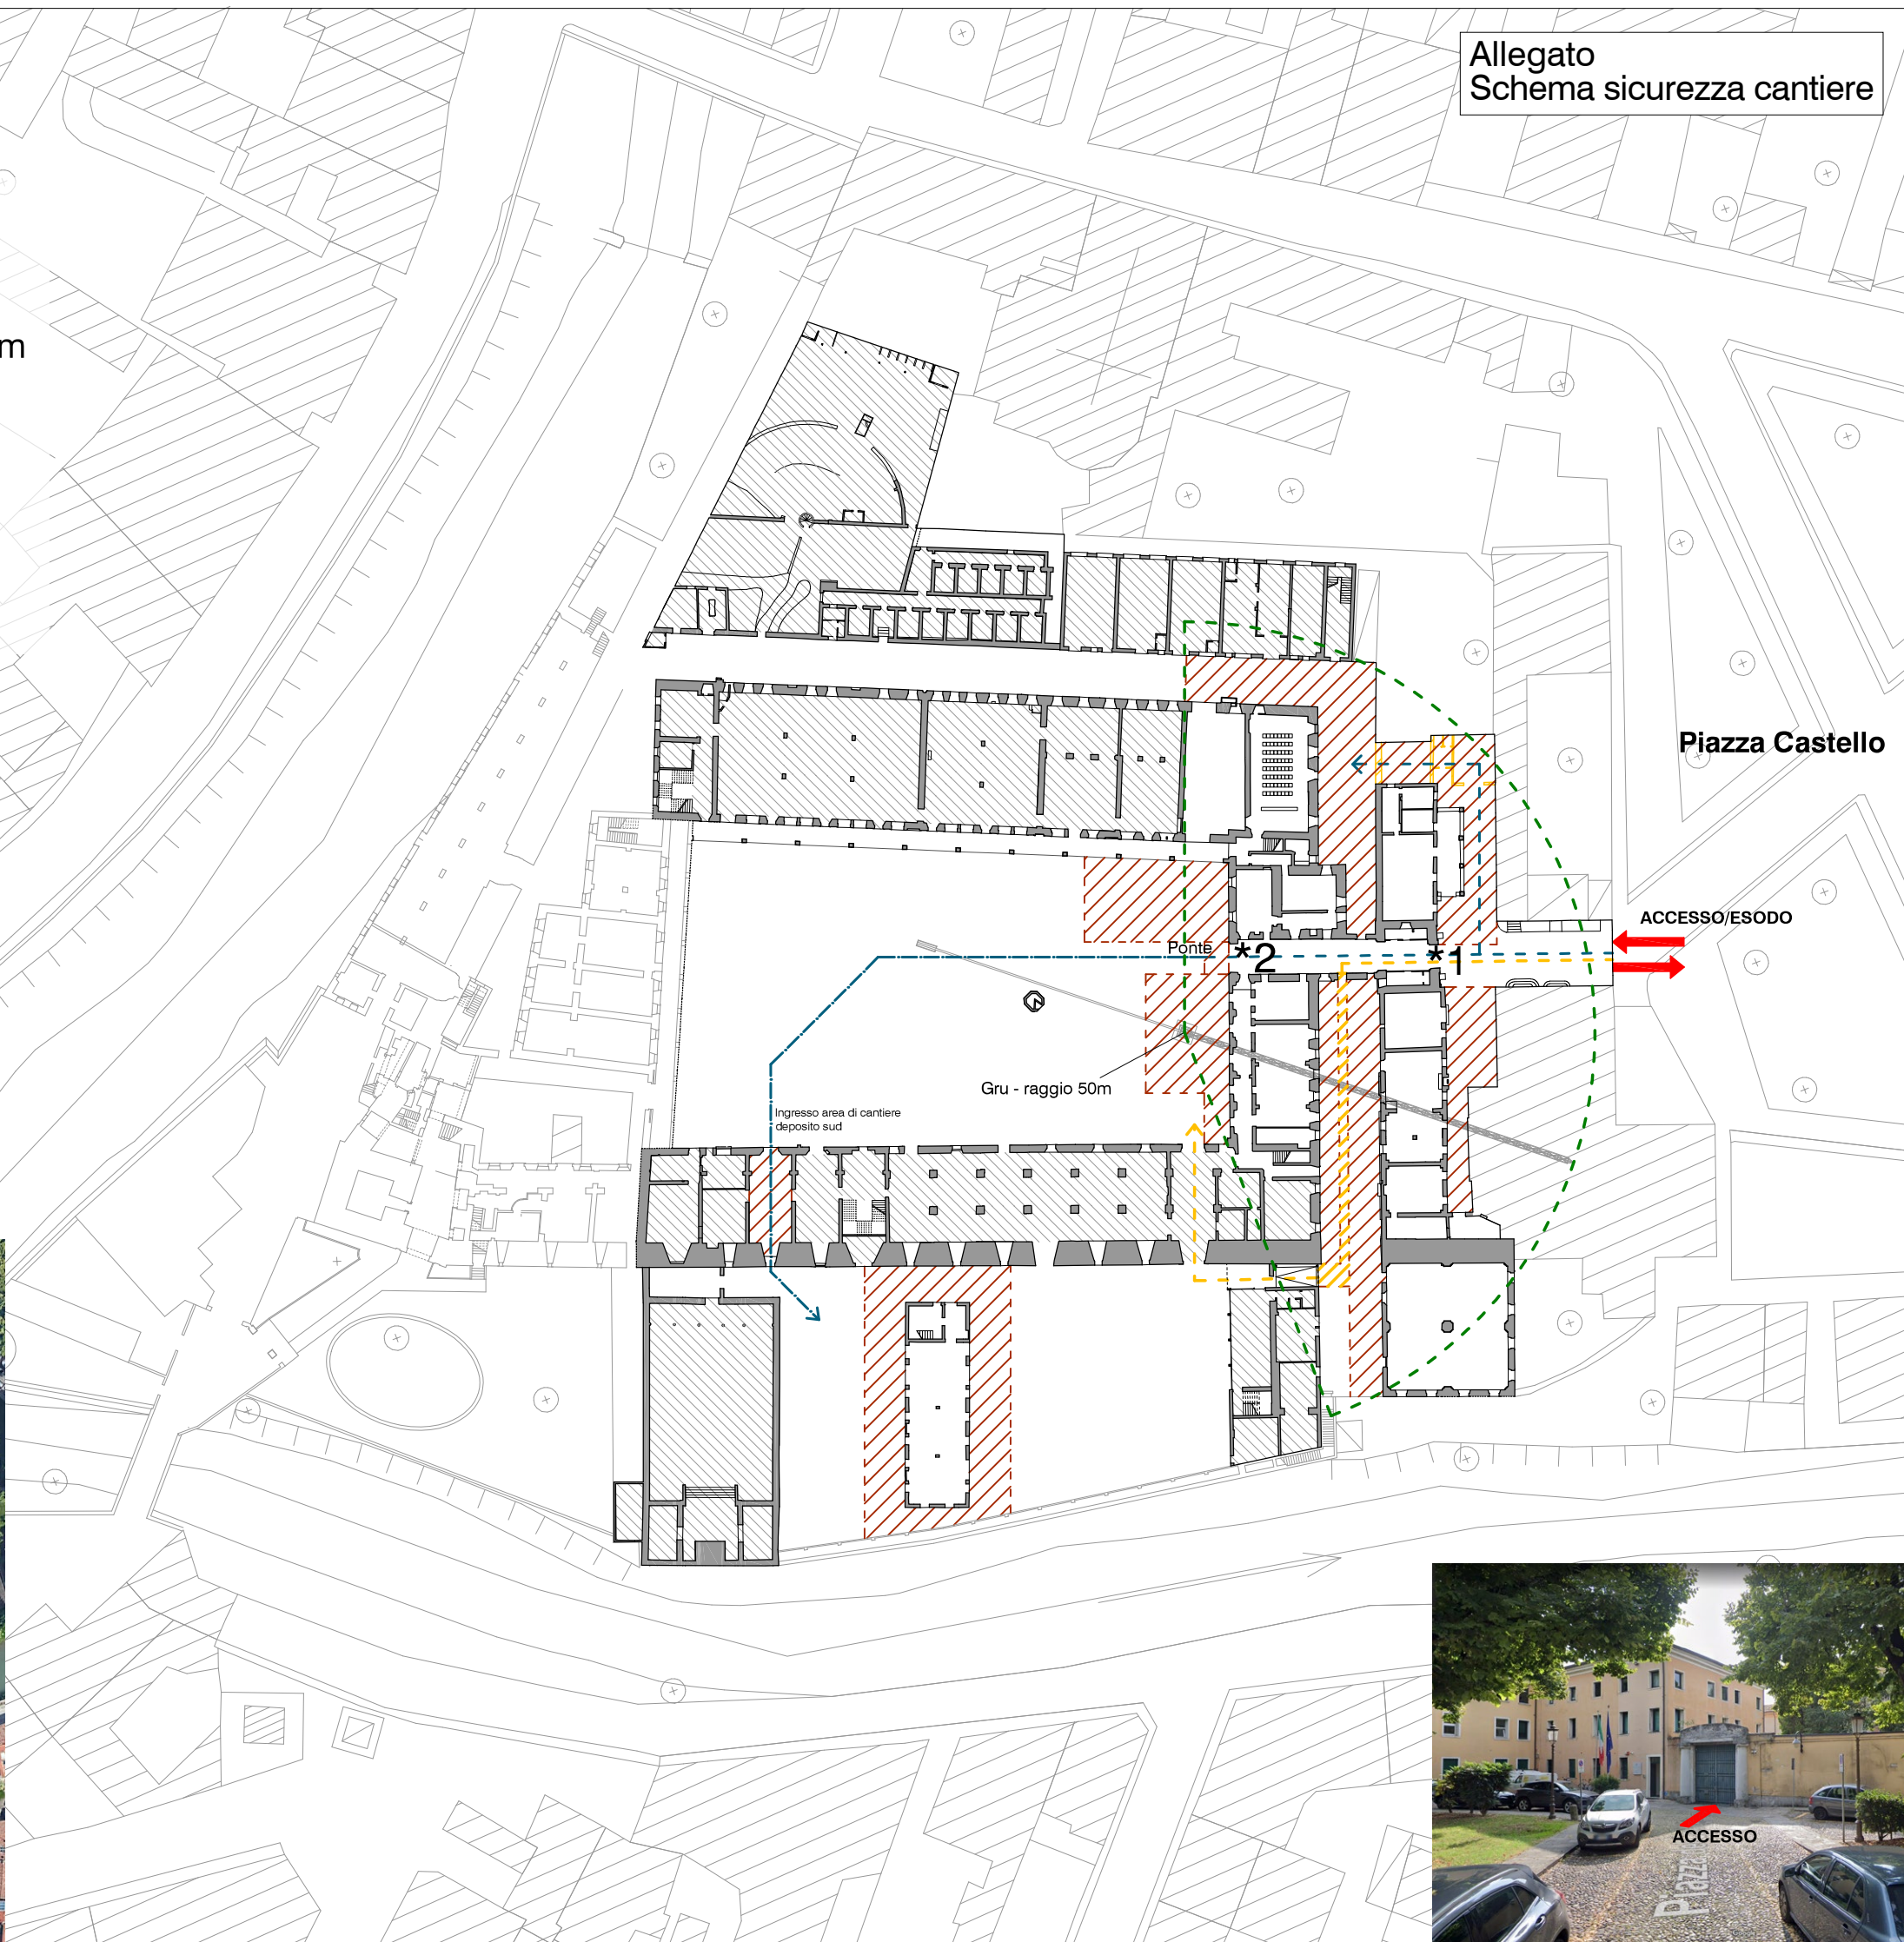 Allegato
Schema sicurezza cantiere
m
Piazza Castello
ACCESSO/ESODO
Ponte
*2
*1
Gru - raggio 50m
Ingresso area di cantiere
deposito sud
ACCESSO